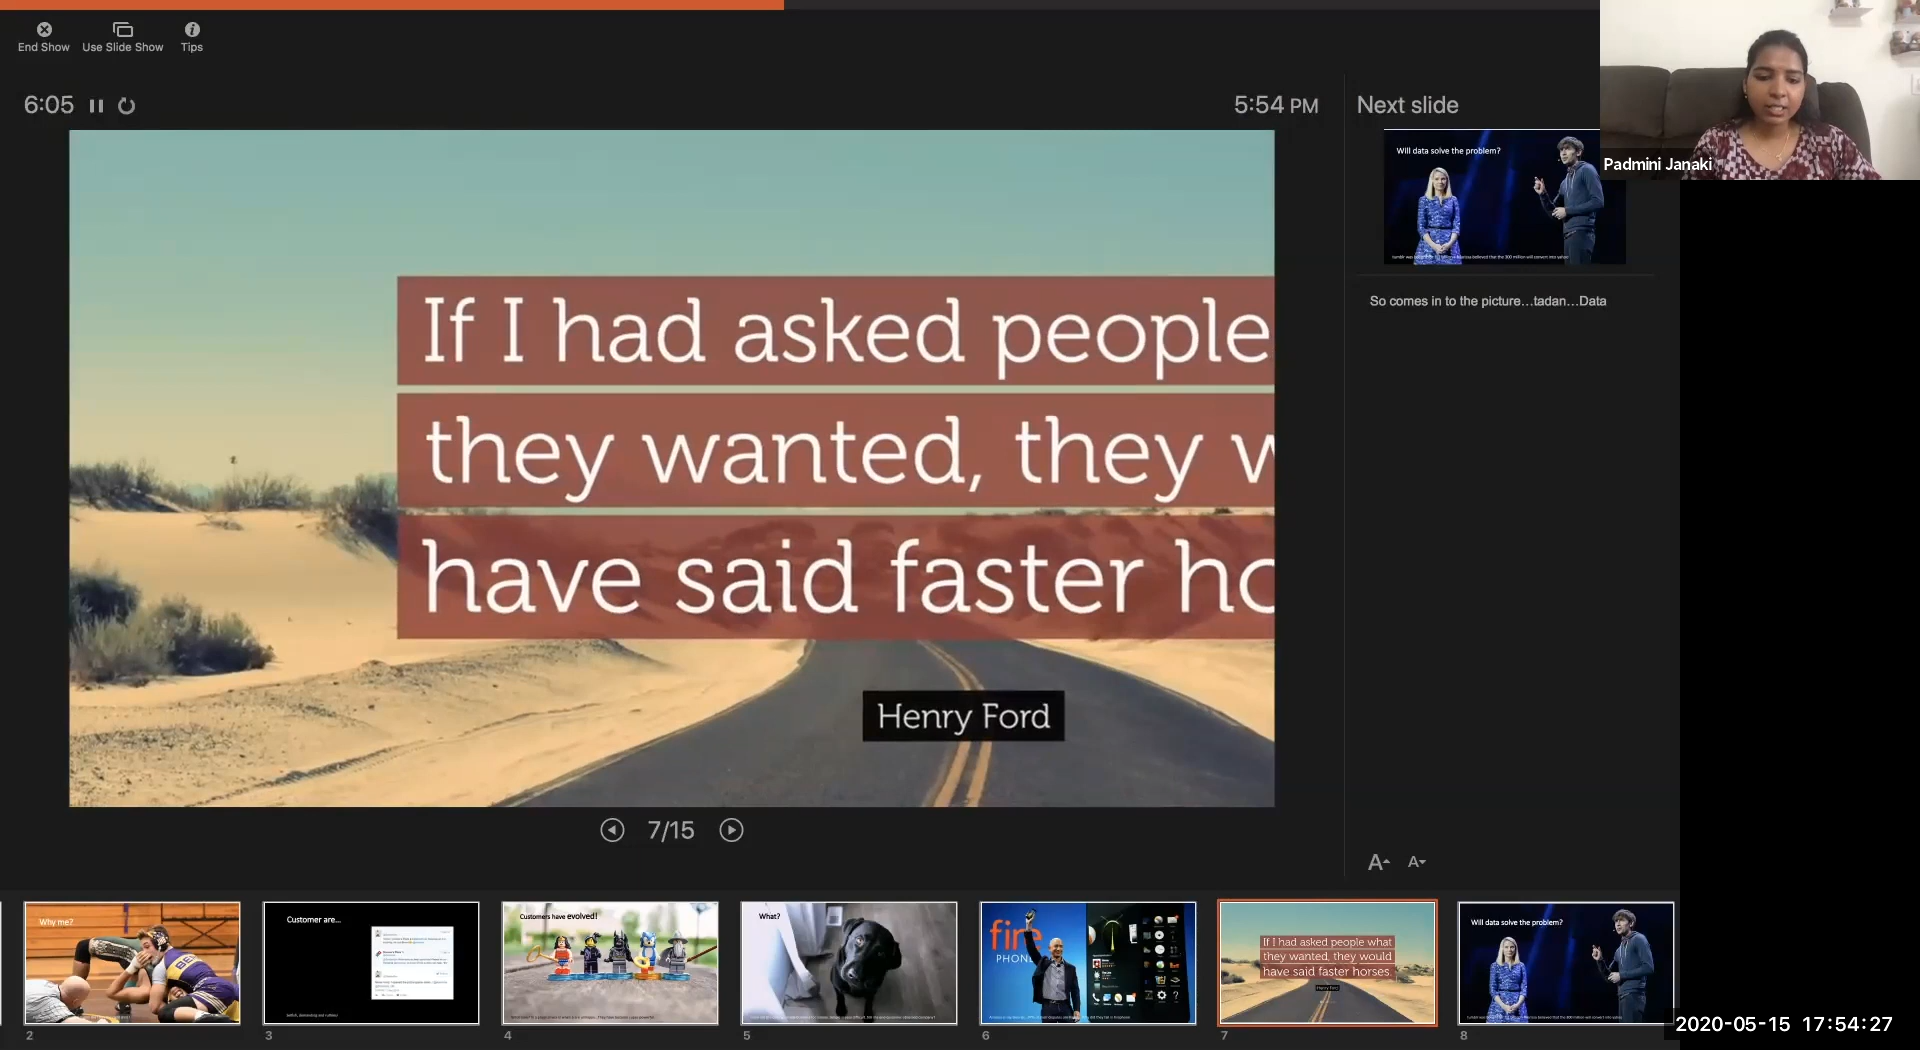 End Show
Use Slide Show
Tips
6:05
5:54 PM
Next slide
Will data solve the problem?
Padmini Janaki
So comes in to the picture...tadan...Data
If I had asked people
they wanted, they w
have said faster ho
Henry Ford
7/15
A
A
Why me?
Customer are...
Customers have evolved!
What?
fire
PHONE
If I had asked people what
they wanted, they would
have said faster horses.
Henry Ford
Will data solve the problem?
2
3
4
5
6
7
8
2020-05-15 17:54:27